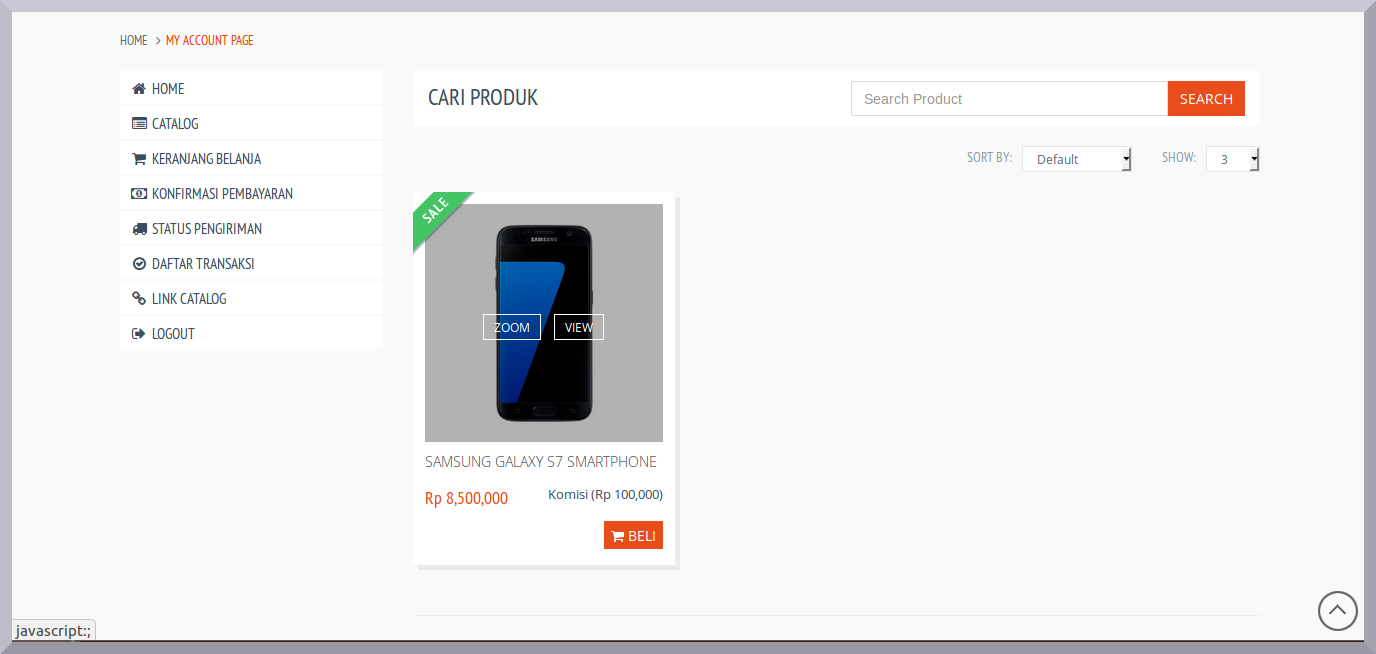 HOME > MY ACCOUNT PAGE
HOME
CATALOG
KERANJANG BELANJA
KONFIRMASI PEMBAYARAN
STATUS PENGIRIMAN
DAFTAR TRANSAKSI
LINK CATALOG
LOGOUT
CARI PRODUK
Search Product
SEARCH
SORT BY: Default SHOW: 3
SALE
SAMSUNG
ZOOM VIEW
SAMSUNG GALAXY S7 SMARTPHONE
Rp 8,500,000 Komisi (Rp 100,000)
BELI
javascript:;